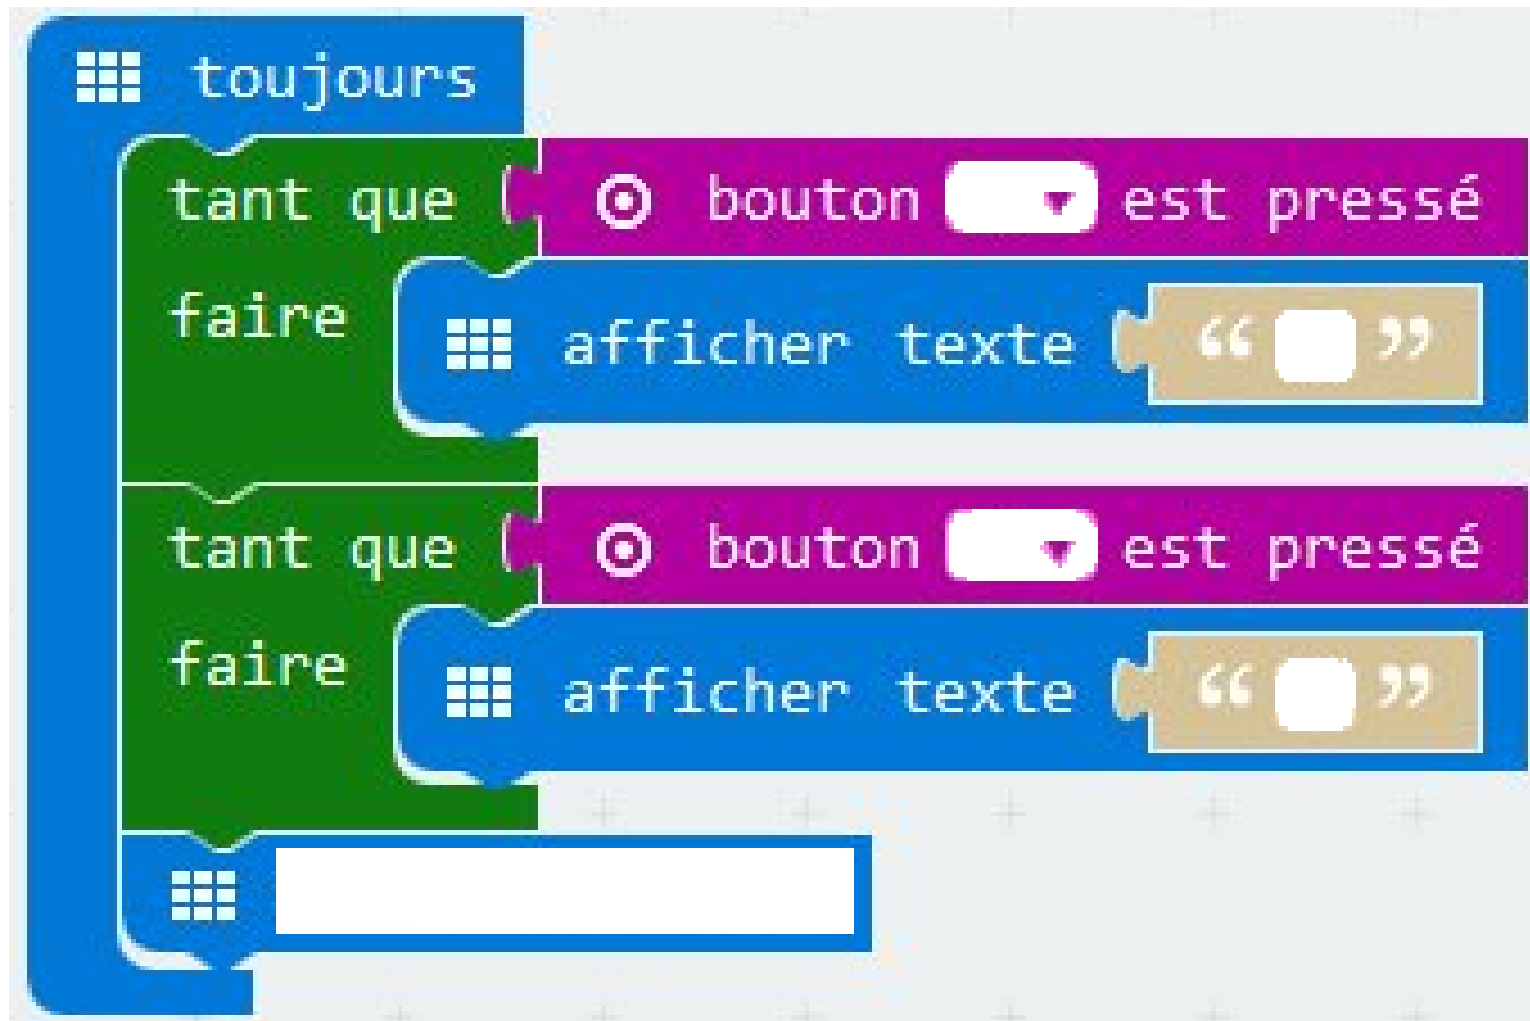 toujours
tant que bouton est pressé
faire afficher texte “ ”
tant que bouton est pressé
faire afficher texte “ ”